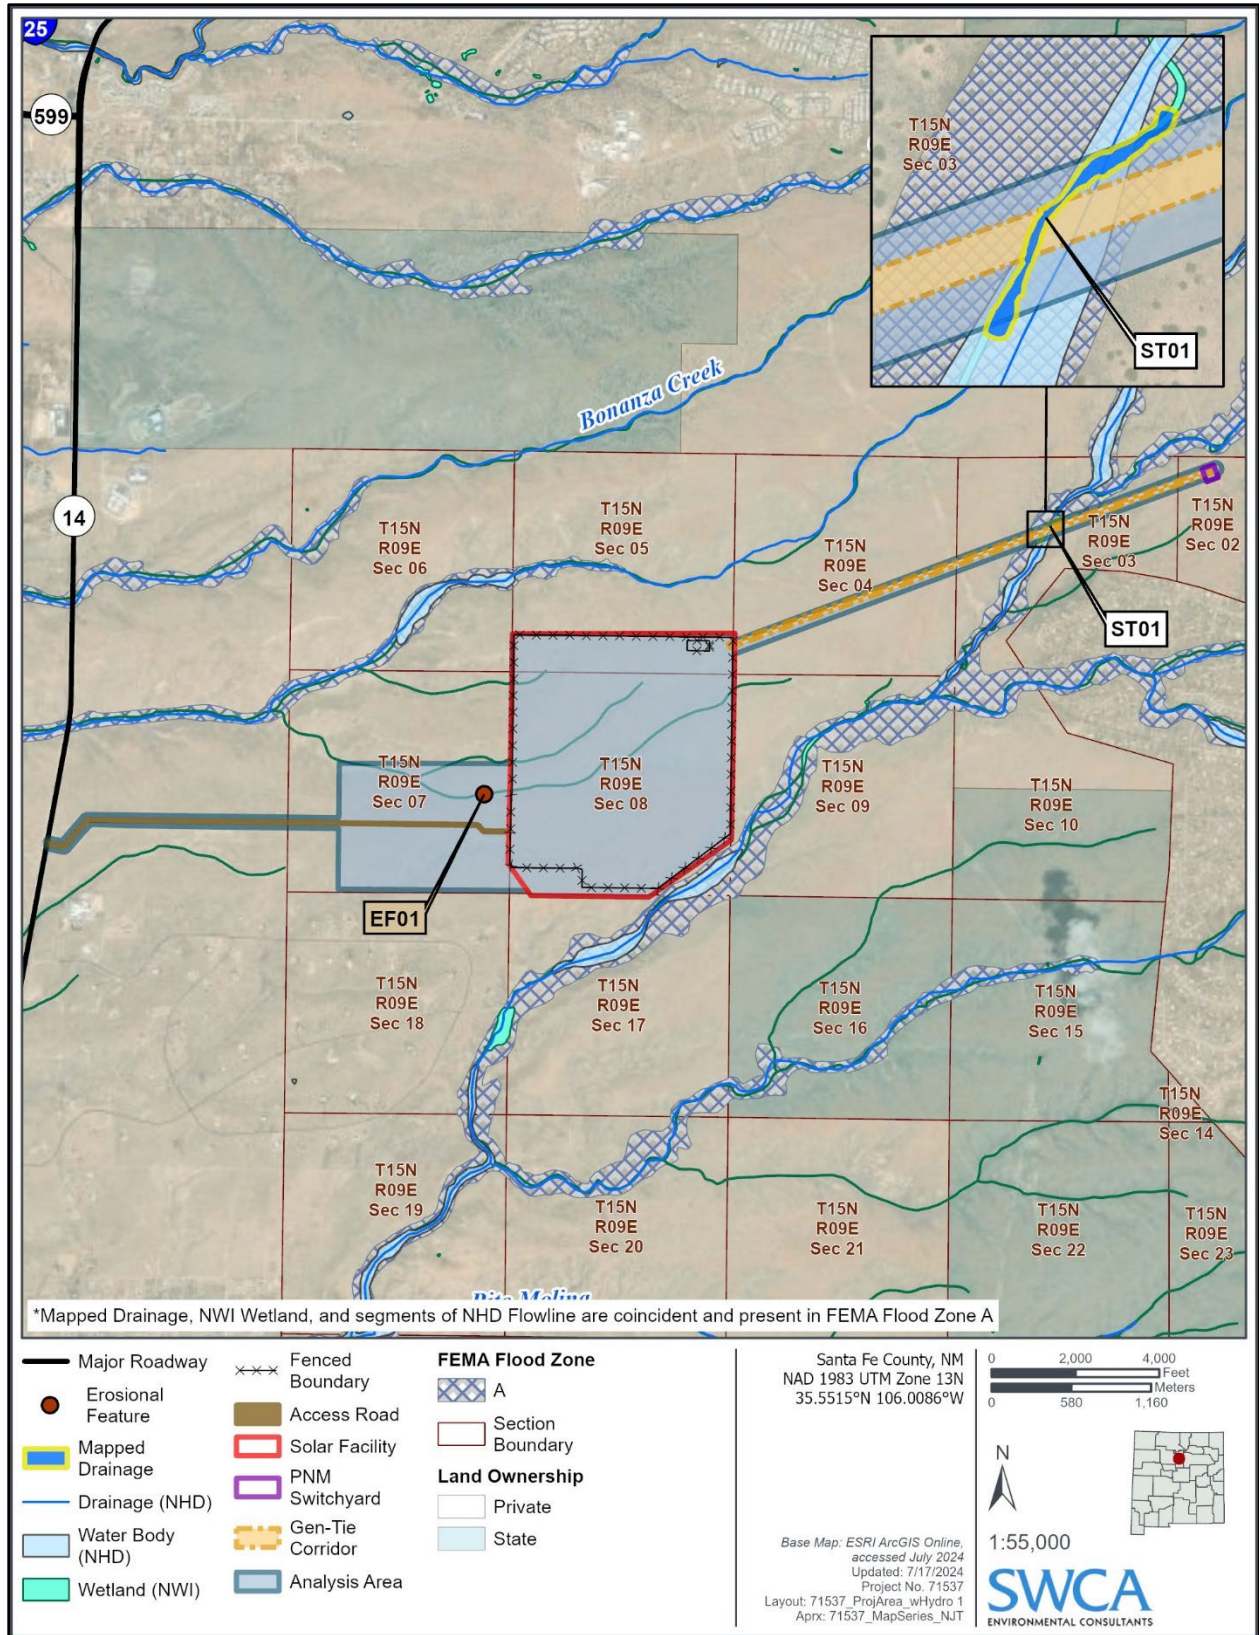 25
599
14
T15N
R09E
Sec 03
ST01
Bonanza Creek
T15N
R09E
Sec 06
T15N
R09E
Sec 05
T15N
R09E
Sec 04
T15N
R09E
Sec 03
T15N
R09E
Sec 02
ST01
T15N
R09E
Sec 07
T15N
R09E
Sec 08
T15N
R09E
Sec 09
T15N
R09E
Sec 10
EF01
T15N
R09E
Sec 18
T15N
R09E
Sec 17
T15N
R09E
Sec 16
T15N
R09E
Sec 15
T15N
R09E
Sec 14
T15N
R09E
Sec 19
T15N
R09E
Sec 20
T15N
R09E
Sec 21
T15N
R09E
Sec 22
T15N
R09E
Sec 23
*Mapped Drainage, NWI Wetland, and segments of NHD Flowline are coincident and present in FEMA Flood Zone A
Major Roadway
Erosional
Feature
Mapped
Drainage
Drainage (NHD)
Water Body
(NHD)
Wetland (NWI)
Fenced
Boundary
Access Road
Solar Facility
PNM
Switchyard
Gen-Tie
Corridor
Analysis Area
FEMA Flood Zone
A
Section
Boundary
Land Ownership
Private
State
Santa Fe County, NM
NAD 1983 UTM Zone 13N
35.5515°N 106.0086°W
Base Map: ESRI ArcGIS Online,
accessed July 2024
Updated: 7/17/2024
Project No. 71537
Layout: 71537_ProjArea_wHydro 1
Aprx: 71537_MapSeries_NJT
0 2,000 4,000
Feet
Meters
0 580 1,160
N
1:55,000
SWCA
ENVIRONMENTAL CONSULTANTS